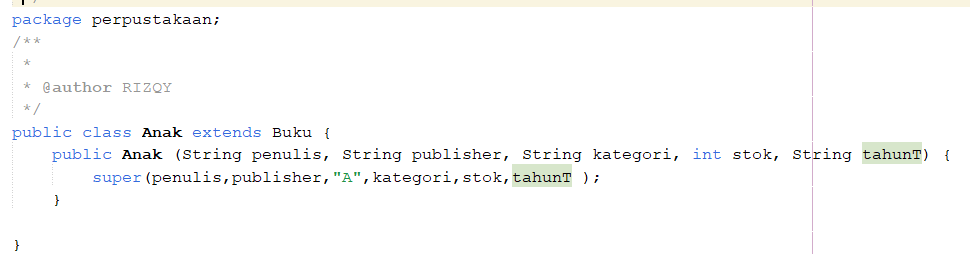 package perpustakaan;
/**
 *
 * @author RIZQY
 */
public class Anak extends Buku {
    public Anak (String penulis, String publisher, String kategori, int stok, String tahunT) {
        super(penulis,publisher,"A",kategori,stok,tahunT );
    }
}